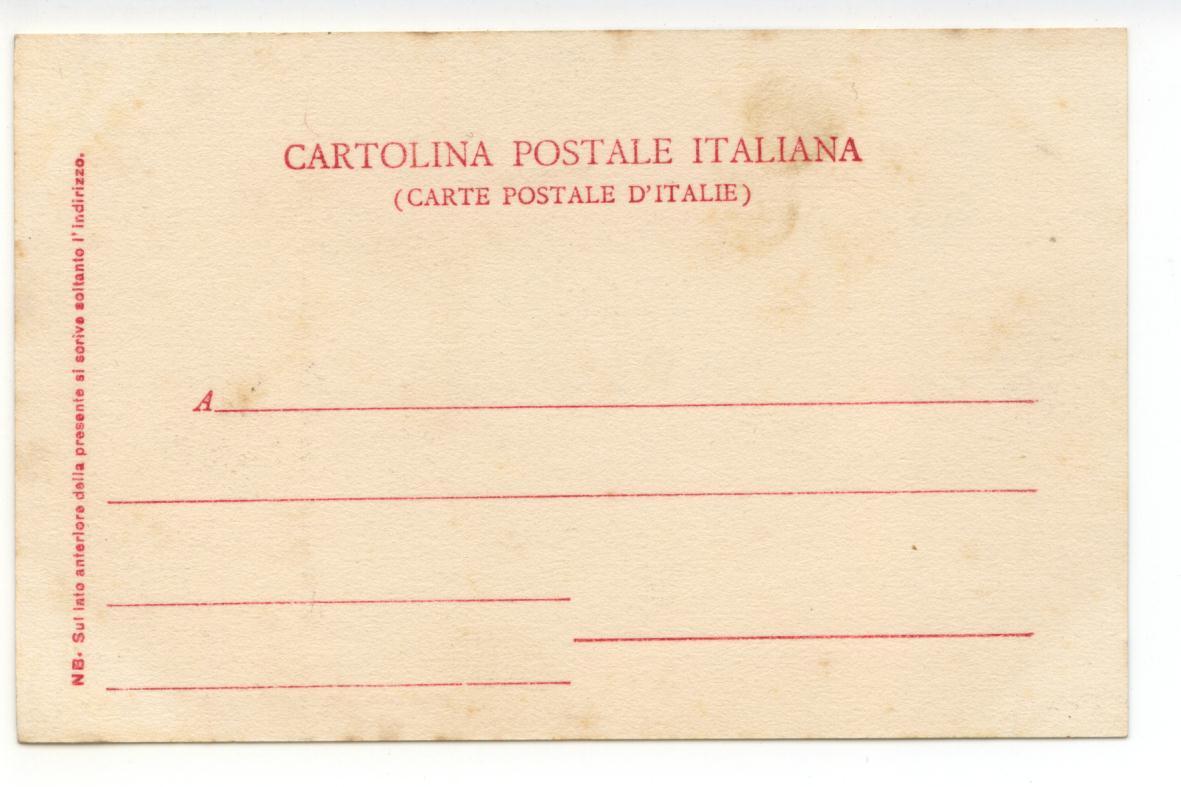 CARTOLINA POSTALE ITALIANA
(CARTE POSTALE D'ITALIE)
A
NB. Sul lato anteriore della presente si scrive soltanto l'indirizzo.